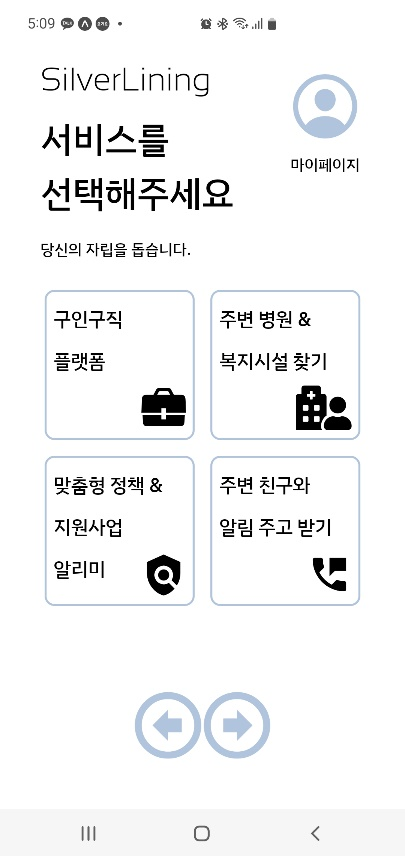 5:09
SilverLining
서비스를
선택해주세요
마이페이지
당신의 자립을 돕습니다.
구인구직
플랫폼
주변 병원 &
복지시설 찾기
맞춤형 정책 &
지원사업
알리미
주변 친구와
알림 주고 받기